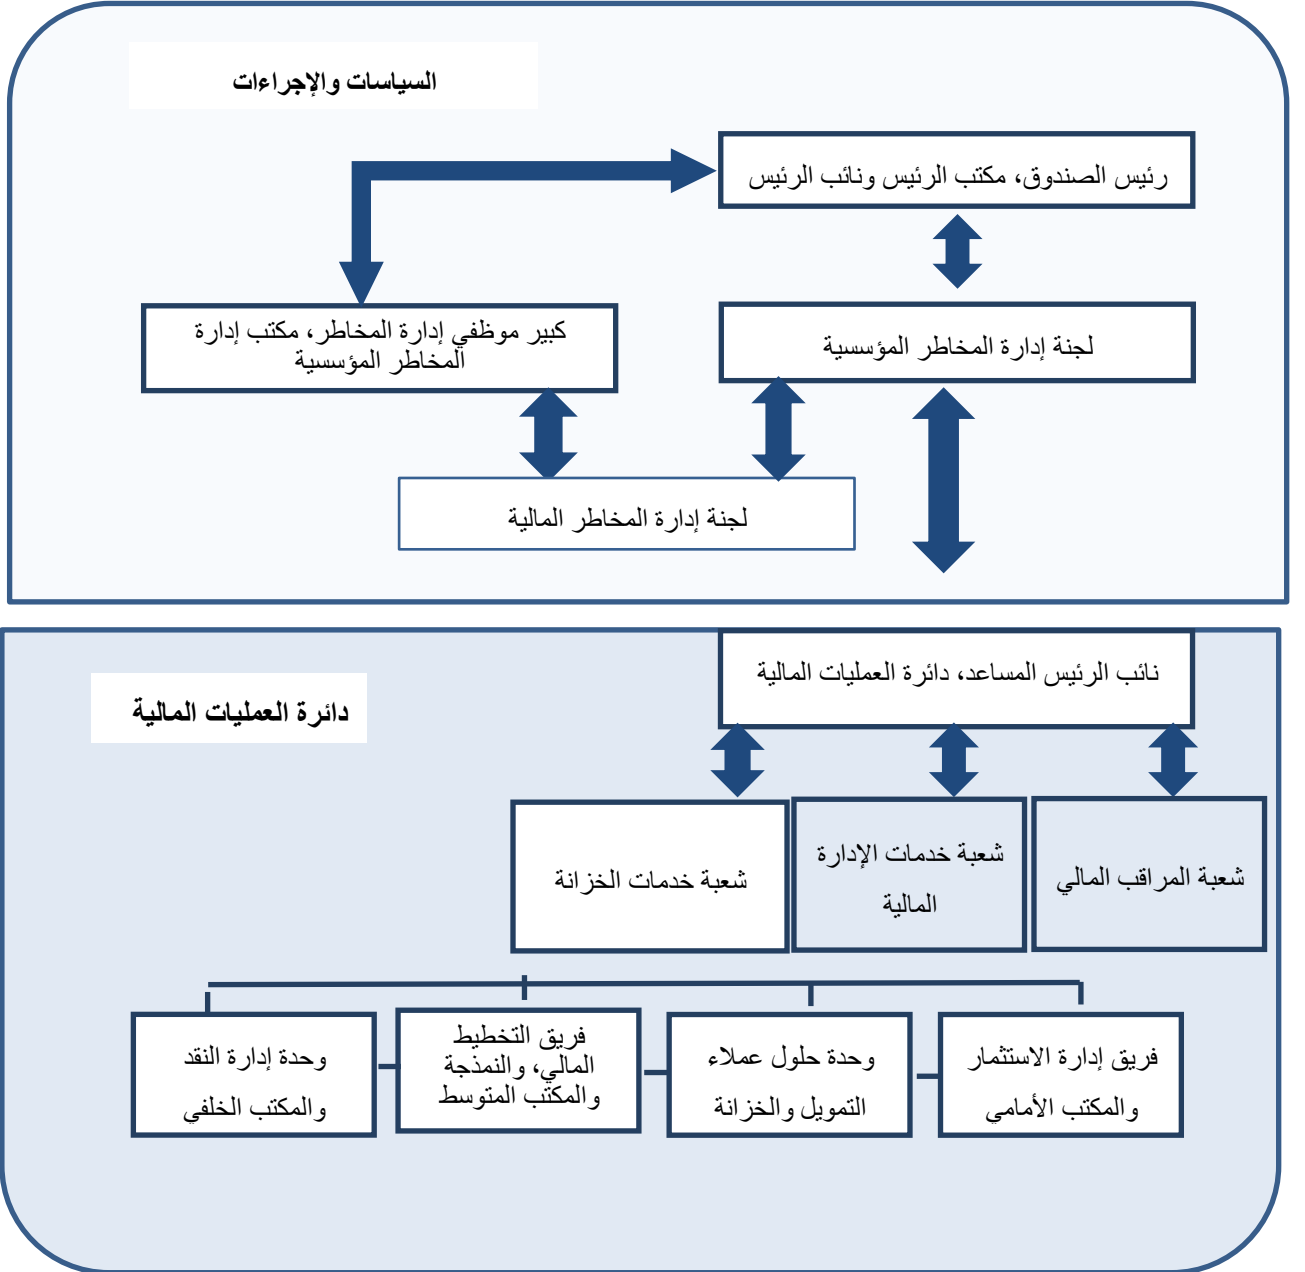 السياسات والإجراءات
رئيس الصندوق، مكتب الرئيس ونائب الرئيس
كبير موظفي إدارة المخاطر، مكتب إدارة
المخاطر المؤسسية
لجنة إدارة المخاطر المؤسسية
لجنة إدارة المخاطر المالية
نائب الرئيس المساعد، دائرة العمليات المالية
دائرة العمليات المالية
شعبة المراقب المالي
شعبة خدمات الإدارة
المالية
شعبة خدمات الخزانة
فريق إدارة الاستثمار
والمكتب الأمامي
وحدة حلول عملاء
التمويل والخزانة
فريق التخطيط
المالي، والنمذجة
والمكتب المتوسط
وحدة إدارة النقد
والمكتب الخلفي